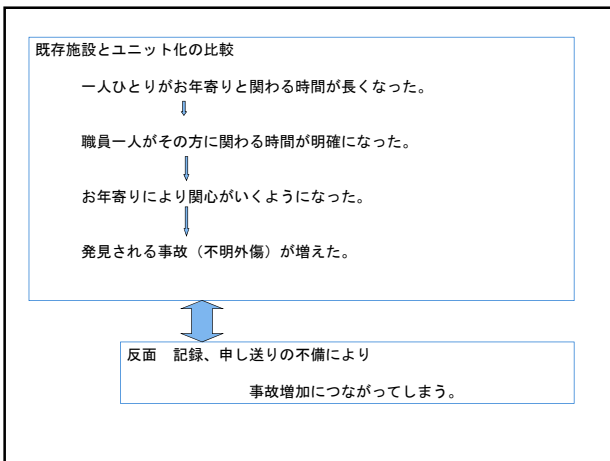 既存施設とユニット化の比較
一人ひとりがお年寄りと関わる時間が長くなった。
職員一人がその方に関わる時間が明確になった。
お年寄りにより関心がいくようになった。
発見される事故（不明外傷）が増えた。
反面　記録、申し送りの不備により
事故増加につながってしまう。